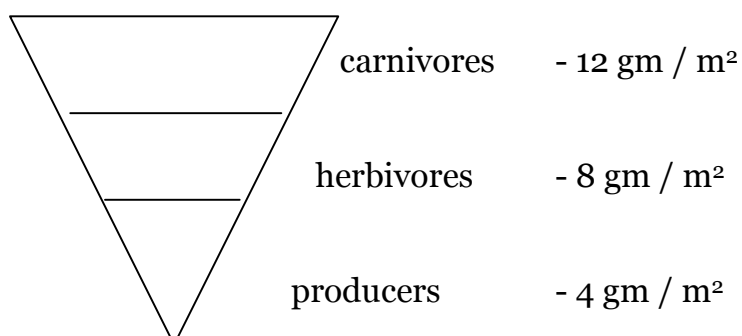 carnivores - 12 gm / m²
herbivores - 8 gm / m²
producers - 4 gm / m²